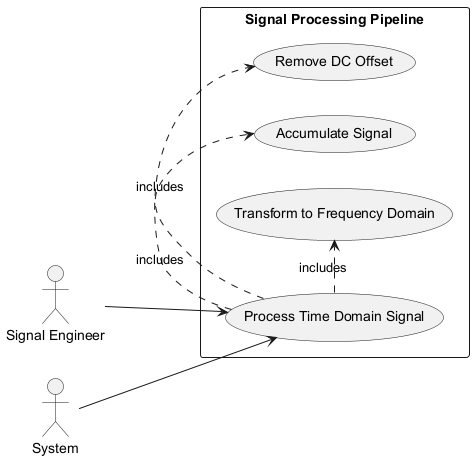 Signal Processing Pipeline
Remove DC Offset
Accumulate Signal
includes
Transform to Frequency Domain
includes
includes
Process Time Domain Signal
Signal Engineer
System